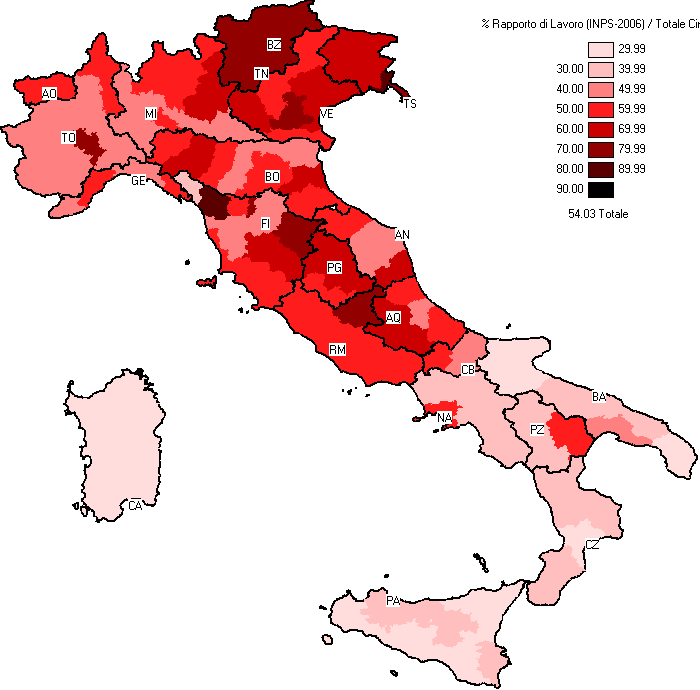 % Rapporto di Lavoro (INPS-2006) / Totale Ci
29.99
30.00 39.99
40.00 49.99
50.00 59.99
60.00 69.99
70.00 79.99
80.00 89.99
90.00
54.03 Totale
BZ
TN
AO
MI
VE
TS
TO
GE
BO
FI
AN
PG
AQ
RM
CB
BA
NA
PZ
CA
CZ
PA